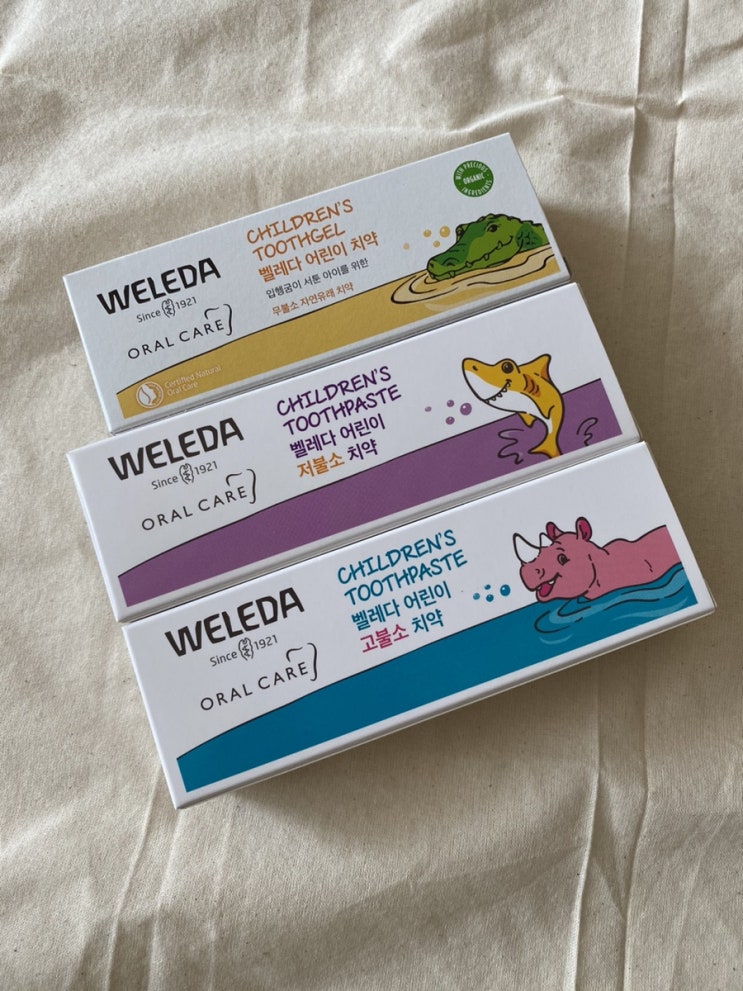 WELEDA
Since 1921
ORAL CARE
Certified Natural
Oral Care
CHILDREN'S
TOOTHGEL
벨레다 어린이 치약
입헹굼이 서툰 아이를 위한
무불소 자연유래 치약
WITH PRECIOUS
ORGANIC
INGREDIENTS
WELEDA
Since 1921
ORAL CARE
CHILDREN'S
TOOTHPASTE
벨레다 어린이
저불소 치약
WELEDA
Since 1921
ORAL CARE
CHILDREN'S
TOOTHPASTE
벨레다 어린이
고불소 치약